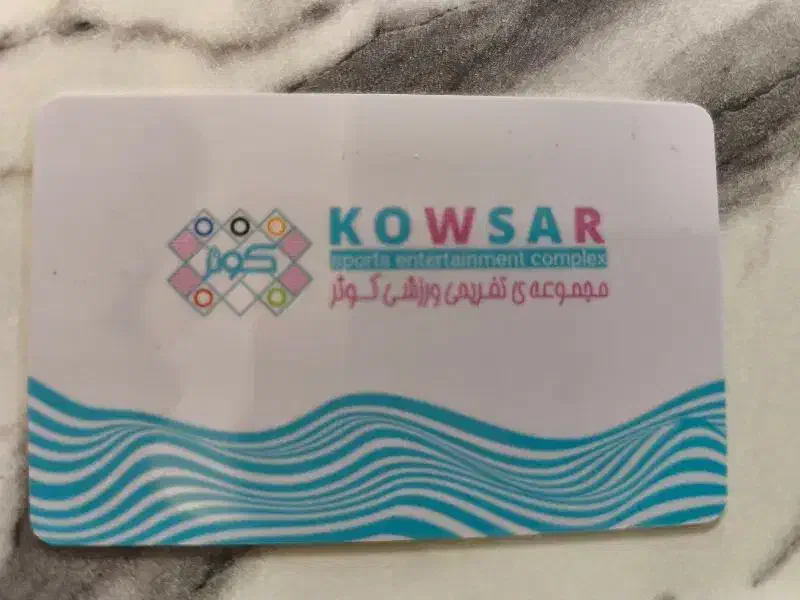 کوثر
KOWSAR
sports entertainment complex
مجموعه ی تفریحی ورزشی کوثر